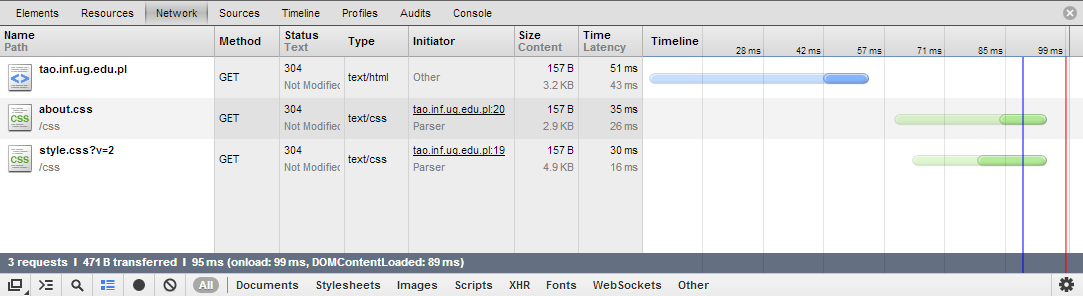 Elements Resources Network Sources Timeline Profiles Audits Console
Name Method Status Type Initiator Size Time Timeline
Path Text Content Latency
28 ms 42 ms 57 ms 71 ms 85 ms 99 ms
tao.inf.ug.edu.pl GET 304 text/html Other 157 B 51 ms
Not Modified 3.2 KB 43 ms
about.css GET 304 text/css tao.inf.ug.edu.pl:20 157 B 35 ms
/css Not Modified Parser 2.9 KB 26 ms
style.css?v=2 GET 304 text/css tao.inf.ug.edu.pl:19 157 B 30 ms
/css Not Modified Parser 4.9 KB 16 ms
3 requests I 471 B transferred I 95 ms (onload: 99 ms, DOMContentLoaded: 89 ms)
All Documents Stylesheets Images Scripts XHR Fonts WebSockets Other